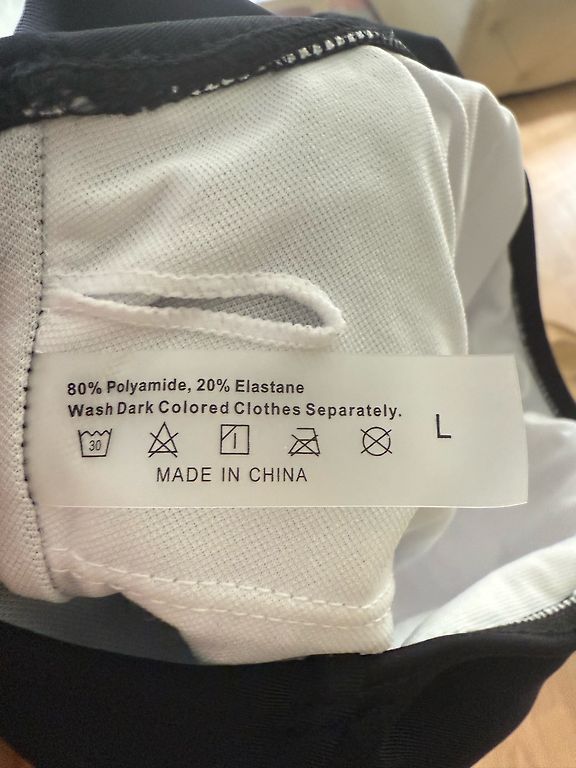 80% Polyamide, 20% Elastane
Wash Dark Colored Clothes Separately.
30
L
MADE IN CHINA